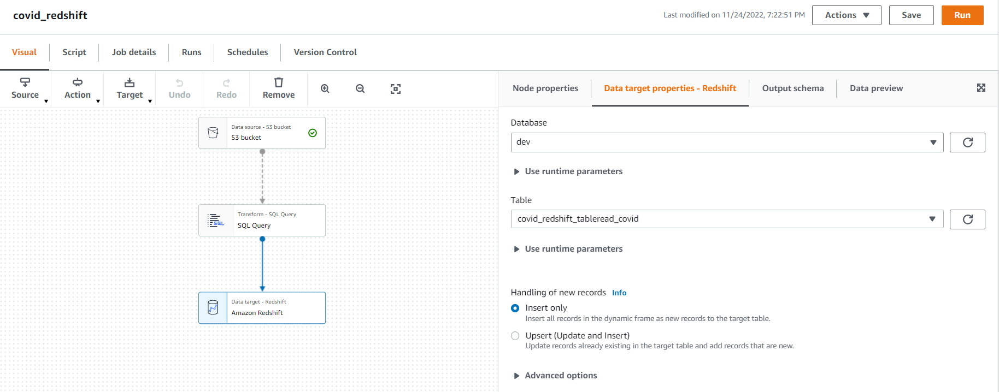 covid_redshift
Last modified on 11/24/2022, 7:22:51 PM
Actions
Save
Run
Visual
Script
Job details
Runs
Schedules
Version Control
Source
Action
Target
Undo
Redo
Remove
Node properties
Data target properties - Redshift
Output schema
Data preview
Data source - S3 bucket
S3 bucket
Transform - SQL Query
SQL
SQL Query
Data target - Redshift
Amazon Redshift
Database
dev
Use runtime parameters
Table
covid_redshift_tableread_covid
Use runtime parameters
Handling of new records Info
Insert only
Insert all records in the dynamic frame as new records to the target table.
Upsert (Update and Insert)
Update records already existing in the target table and add records that are new.
Advanced options